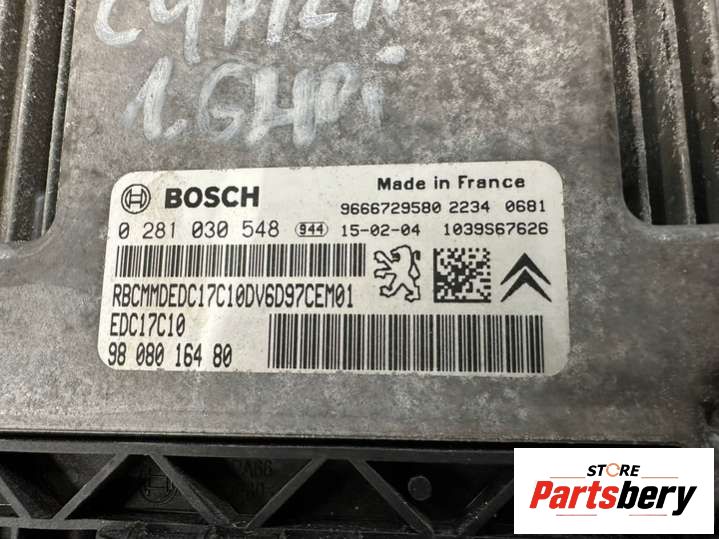 1.6HDi
BOSCH
Made in France
9666729580 2234 0681
0 281 030 548 944 15-02-04 1039S67626
RBCMMDEDC17C10DV6D97CEM01
EDC17C10
98 080 164 80
STORE
Partsbery